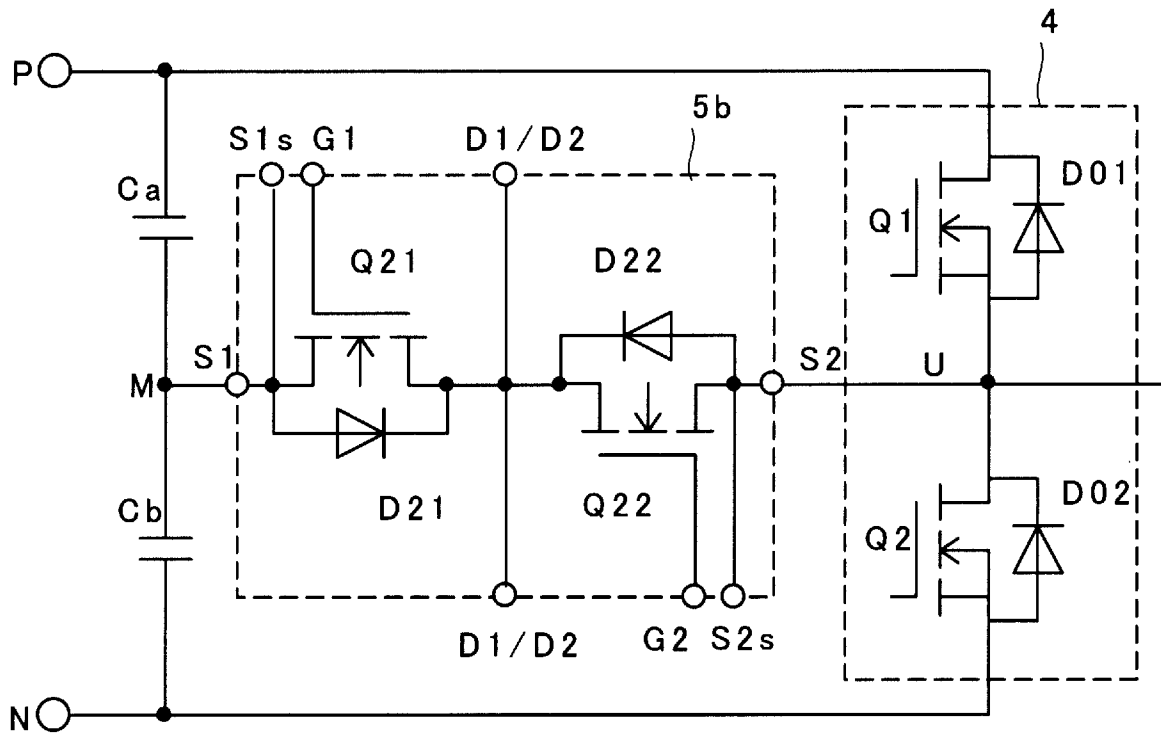 4
P
5b
S1s G1 D1/D2
Ca
D01
Q1
Q21
D22
S1
S2
M
U
Cb
D21
Q22
D02
Q2
D1/D2
G2 S2s
N